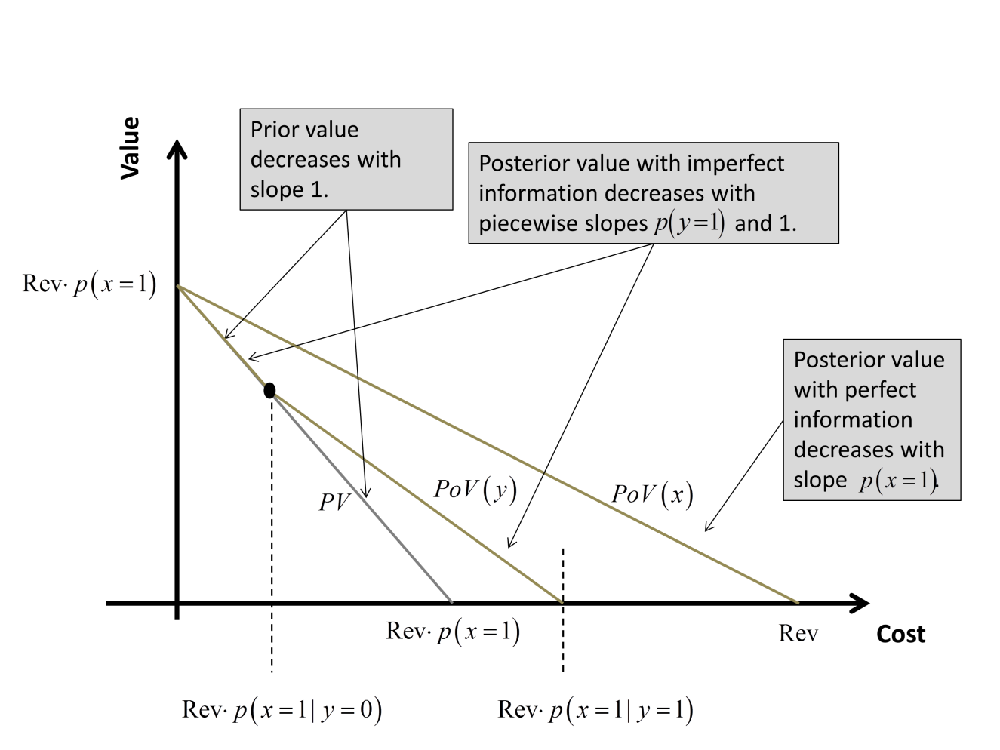 Value
Prior value
decreases with
slope 1.
Posterior value with imperfect
information decreases with
piecewise slopes p(y=1) and 1.
Rev· p(x=1)
Posterior value
with perfect
information
decreases with
slope p(x=1).
PV
PoV(y)
PoV(x)
Rev· p(x=1)
Rev
Cost
Rev· p(x=1| y=0)
Rev· p(x=1| y=1)